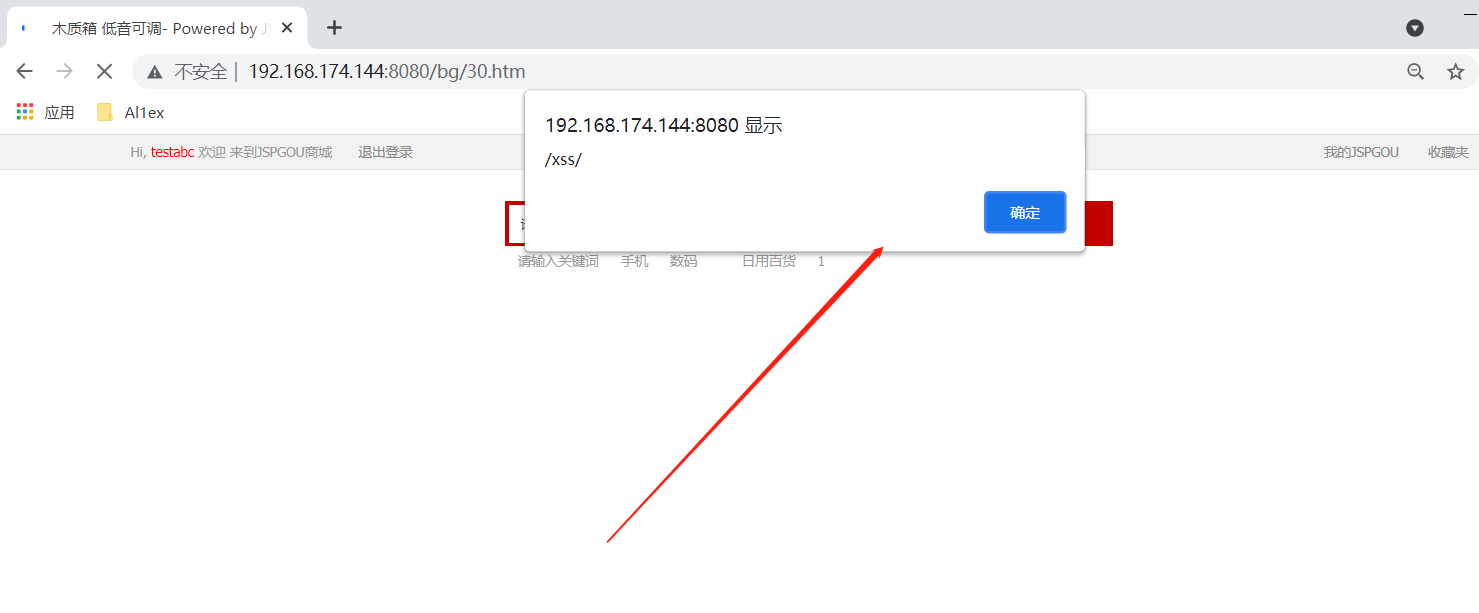 木质箱 低音可调- Powered by JS
不安全 192.168.174.144:8080/bg/30.htm
应用 Al1ex
192.168.174.144:8080 显示
/xss/
确定
Hi, testabc 欢迎 来到JSPGOU商城 退出登录 我的JSPGOU 收藏夹
请输入关键词 手机 数码 日用百货 1